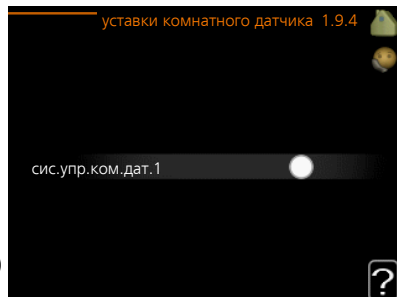 уставки комнатного датчика 1.9.4
сис.упр.ком.дат.1
?